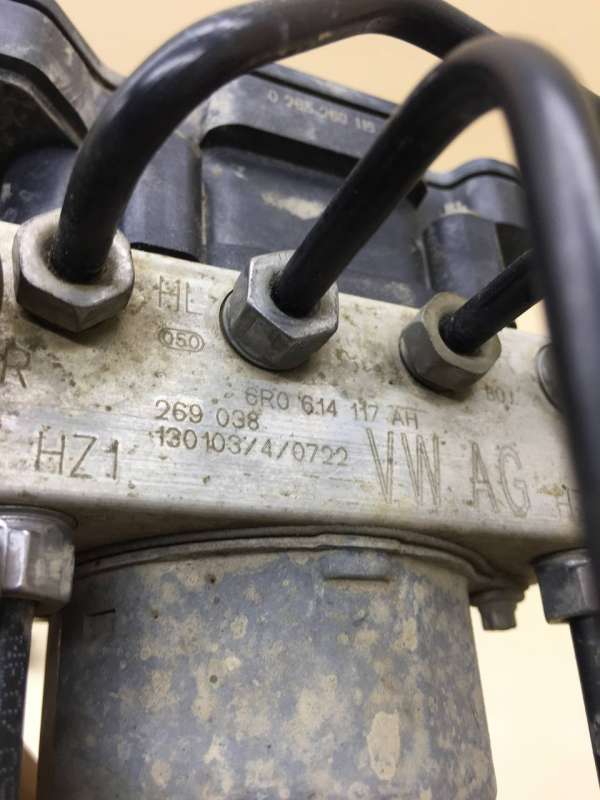 HL
050
R
6R0 614 117 AH
269 038
130103/4/0722
HZ1
VW AG